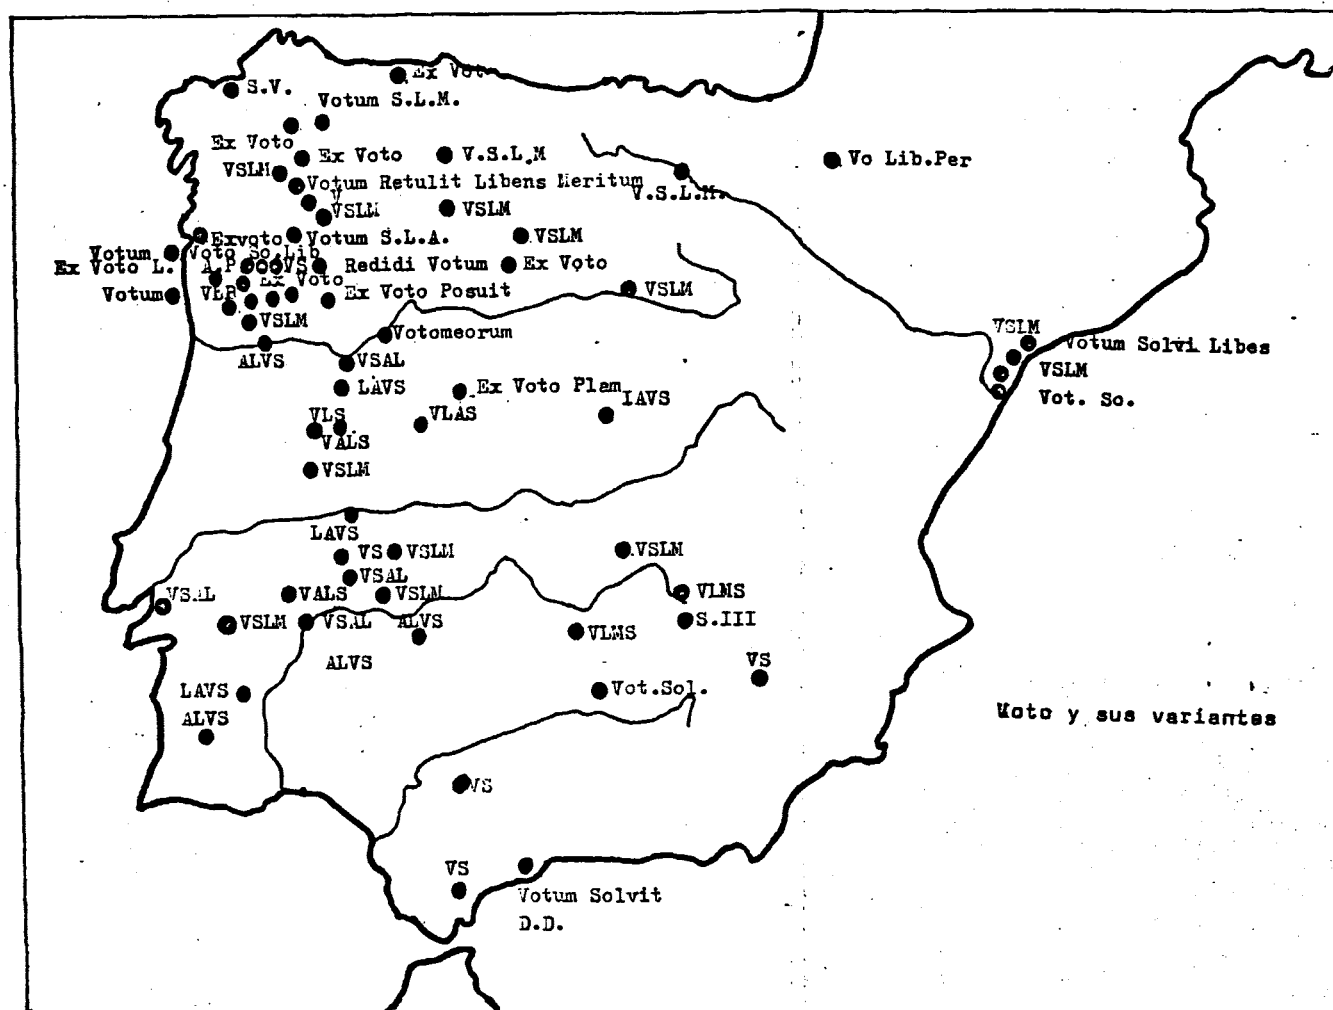 Ex Vot
S.V.
Votum S.L.M.
Ex Voto
Ex Voto
V.S.L.M
Vo Lib.Per
VSLM
Votum Retulit Libens Meritum
V
V.S.L.M.
VSLM
VSLM
Exvoto
Votum S.L.A.
VSLM
Votum
Voto So.Lib
Ex Voto L.
A.P
VS
Redidi Votum
Ex Voto
Ex Voto
Votum
Ex Voto Posuit
VSLM
VSLM
Votomeorum
VSLM
Votum Solvi Libes
ALVS
VSAL
VSLM
LAVS
Ex Voto Plam
IAVS
Vot. So.
VLS
VLAS
VALS
VSLM
LAVS
VS
VSLM
VSLM
VSAL
VSAL
VALS
VSLM
VLMS
VSLM
VSAL
ALVS
VLMS
S.III
ALVS
VS
LAVS
Vot.Sol.
ALVS
Voto y sus variantes
VS
VS
Votum Solvit
D.D.